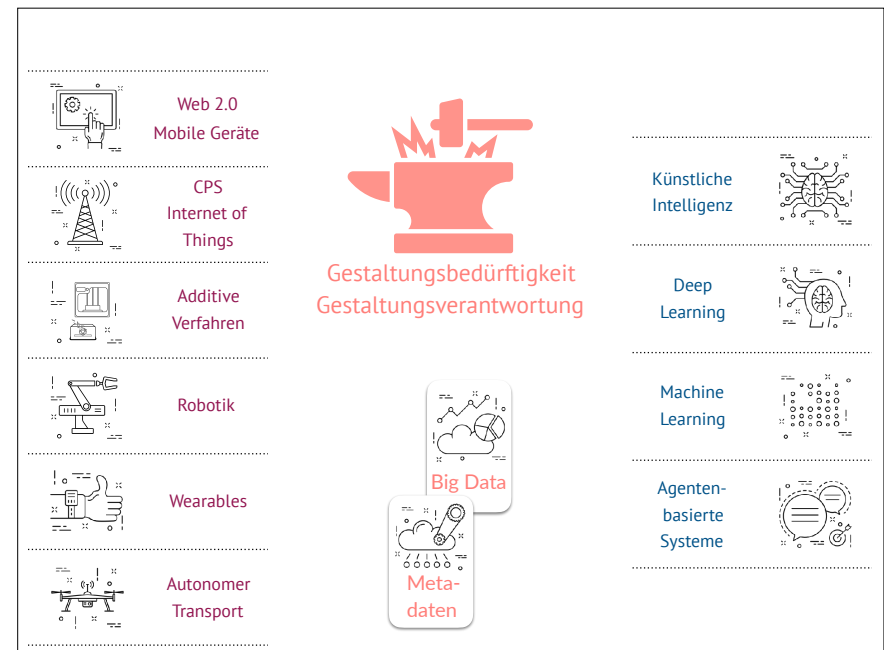 Web 2.0
Mobile Geräte
CPS
Internet of
Things
Additive
Verfahren
Robotik
Wearables
Autonomer
Transport
Gestaltungsbedürftigkeit
Gestaltungsverantwortung
Big Data
Meta-
daten
Künstliche
Intelligenz
Deep
Learning
Machine
Learning
Agenten-
basierte
Systeme